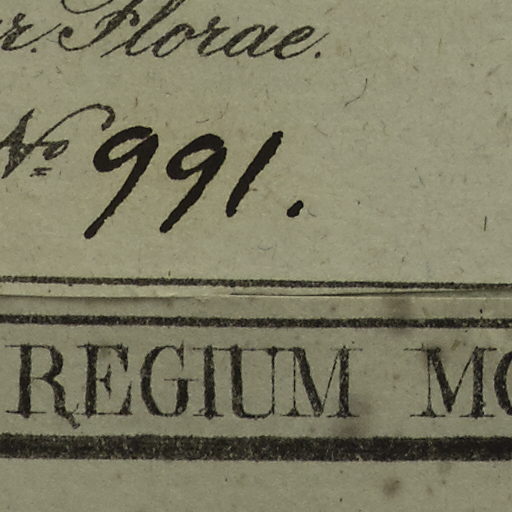 r. Florae.
No 991.
REGIUM MO